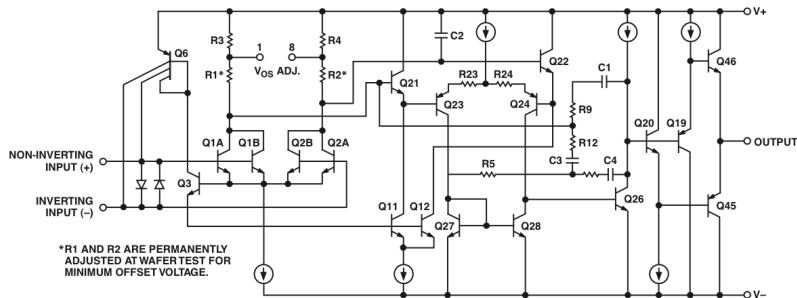 V+
Q6
R3
1
8
R4
C2
VOS ADJ.
R1*
R2*
Q21
Q22
R23
R24
C1
Q46
Q23
Q24
R9
Q20
Q19
R12
OUTPUT
Q1A
Q1B
Q2B
Q2A
C3
C4
NON-INVERTING
INPUT (+)
R5
Q3
INVERTING
INPUT (–)
Q11
Q12
Q27
Q28
Q26
Q45
*R1 AND R2 ARE PERMANENTLY
ADJUSTED AT WAFER TEST FOR
MINIMUM OFFSET VOLTAGE.
V–